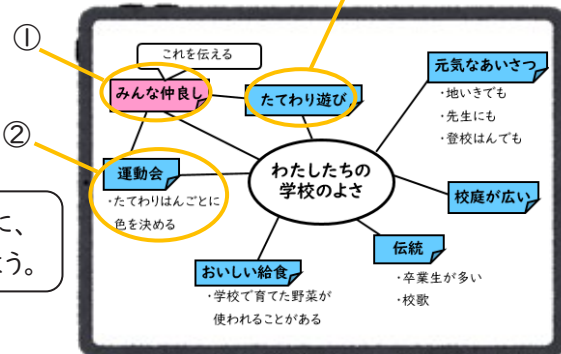 ①
②
これを伝える
みんな仲良し
たてわり遊び
元気なあいさつ
・地いきでも
・先生にも
・登校はんでも
運動会
・たてわりはんごとに
色を決める
わたしたちの
学校のよさ
校庭が広い
伝統
・卒業生が多い
・校歌
おいしい給食
・学校で育てた野菜が
使われることがある
に、
う。